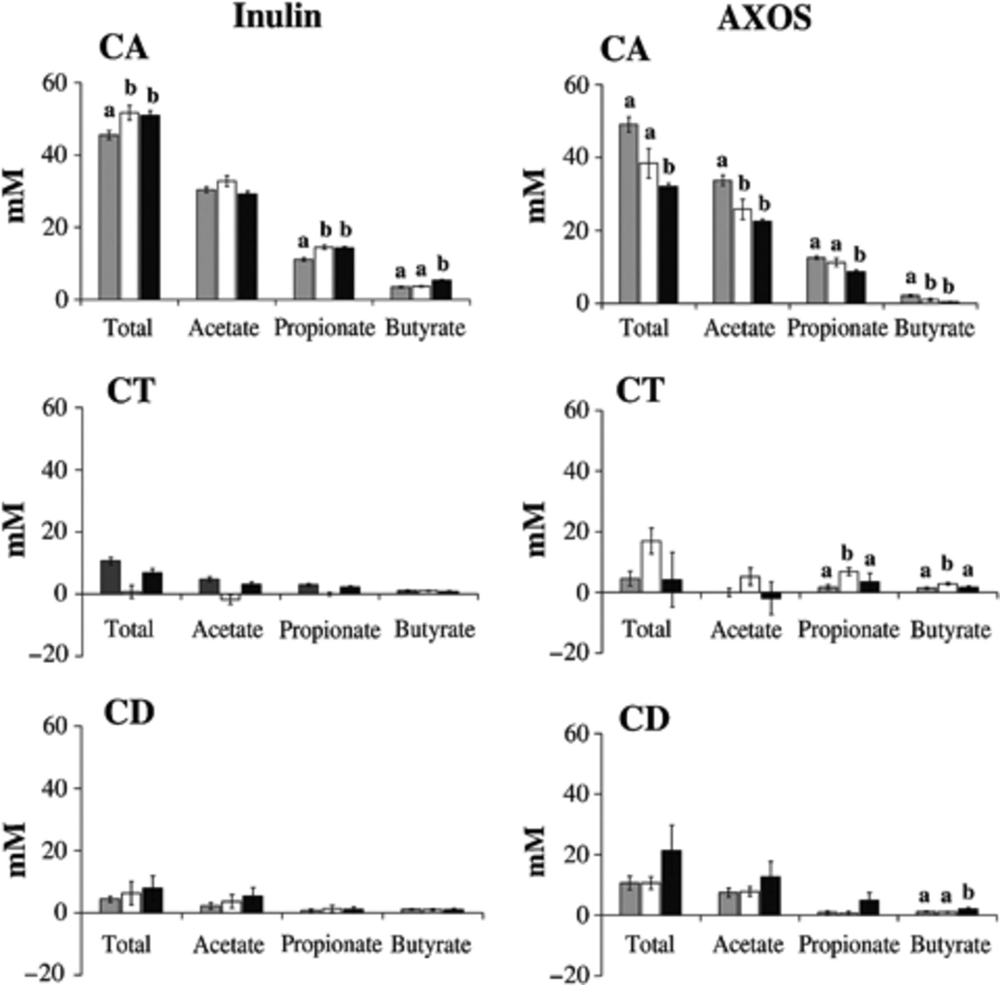 Inulin
CA
mM
60
40
20
0
a b b
a b b
a a b
Total Acetate Propionate Butyrate
AXOS
CA
mM
60
40
20
0
a a b
a b b
a a b
a b b
Total Acetate Propionate Butyrate
CT
mM
60
40
20
0
−20
Total Acetate Propionate Butyrate
CT
mM
60
40
20
0
−20
a b a
a b a
Total Acetate Propionate Butyrate
CD
mM
60
40
20
0
−20
Total Acetate Propionate Butyrate
CD
mM
60
40
20
0
−20
a a b
Total Acetate Propionate Butyrate